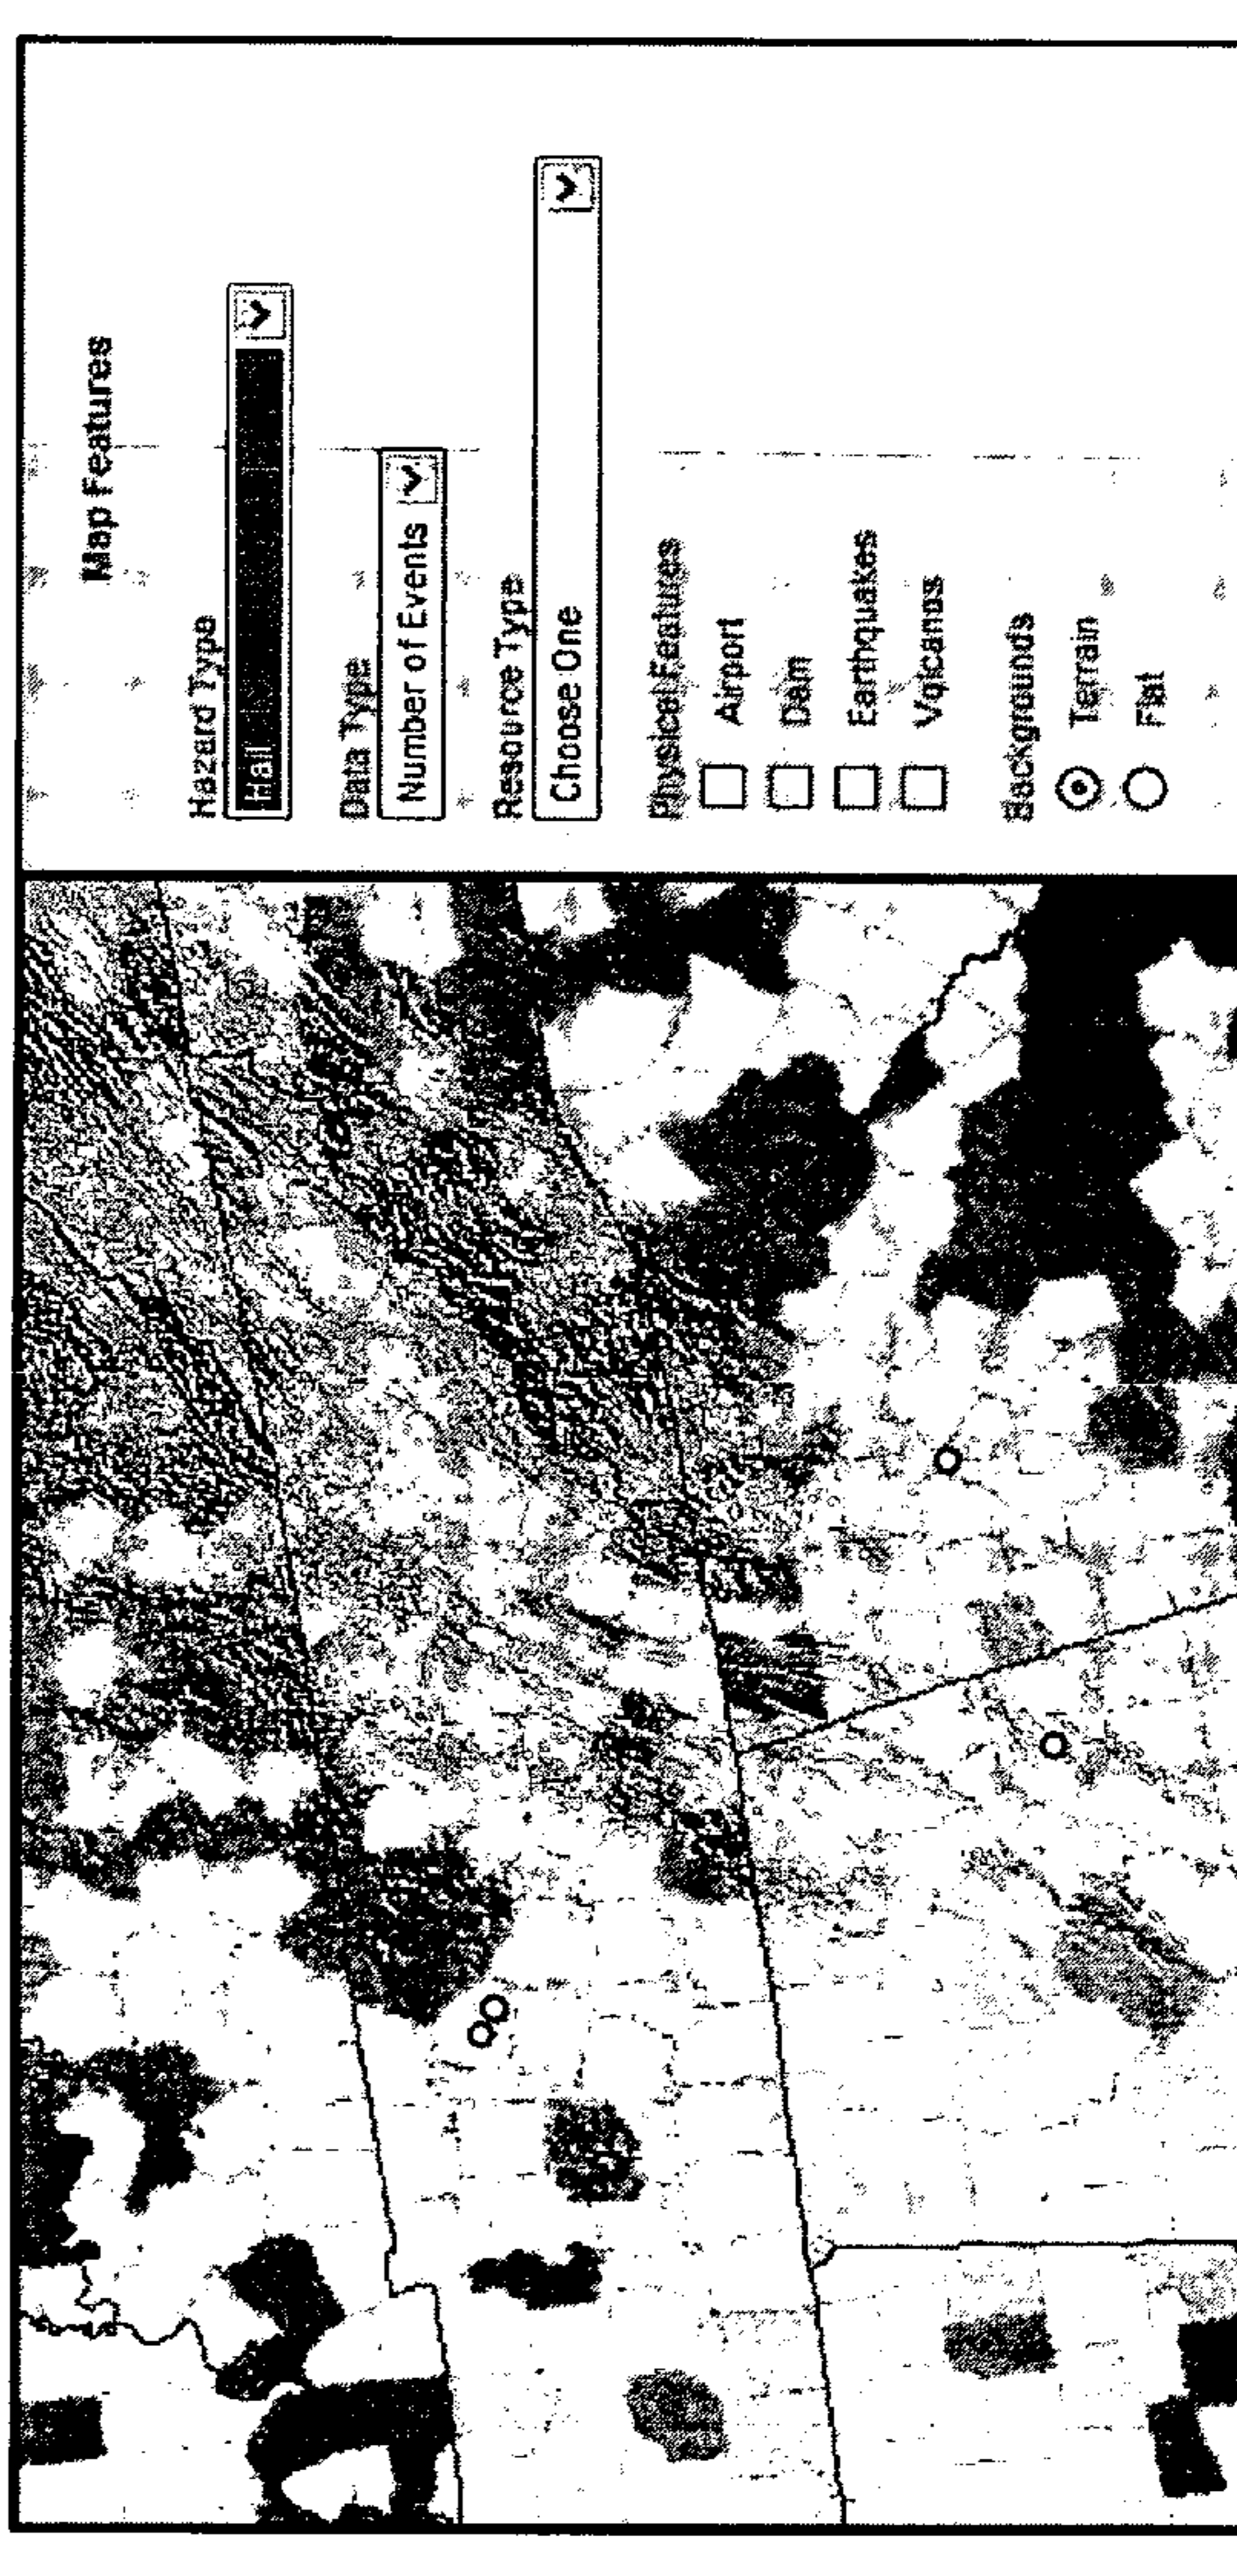 Map Features
Hazard Type
Hail
Data Type
Number of Events
Resource Type
Choose One
Physical Features
Airport
Dam
Earthquakes
Volcanos
Backgrounds
Terrain
Flat